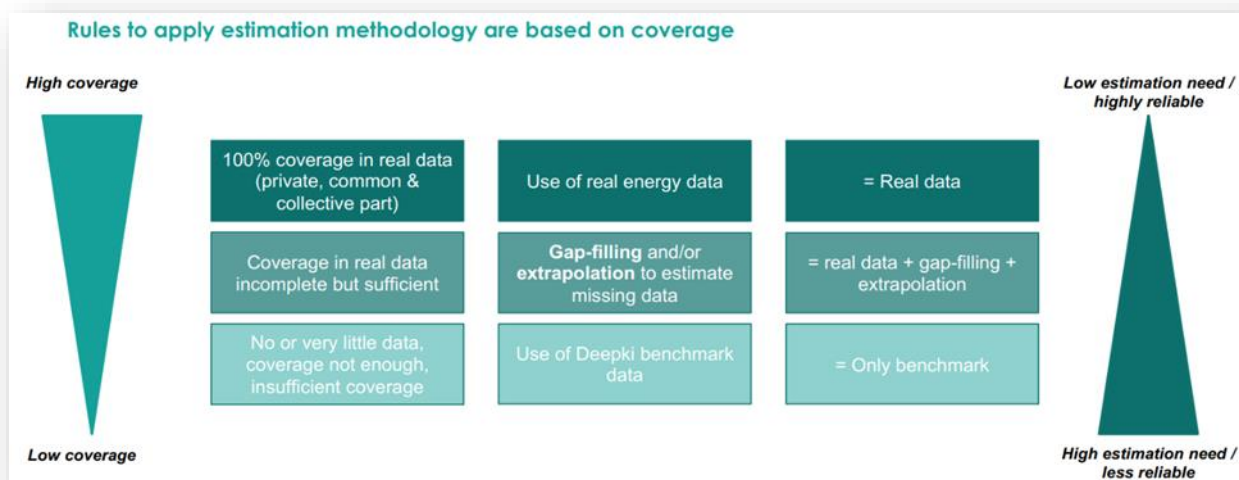 Rules to apply estimation methodology are based on coverage
High coverage
Low estimation need /
highly reliable
100% coverage in real data
(private, common &
collective part)
Use of real energy data
= Real data
Coverage in real data
incomplete but sufficient
Gap-filling and/or
extrapolation to estimate
missing data
= real data + gap-filling +
extrapolation
No or very little data,
coverage not enough,
insufficient coverage
Use of Deepki benchmark
data
= Only benchmark
Low coverage
High estimation need /
less reliable